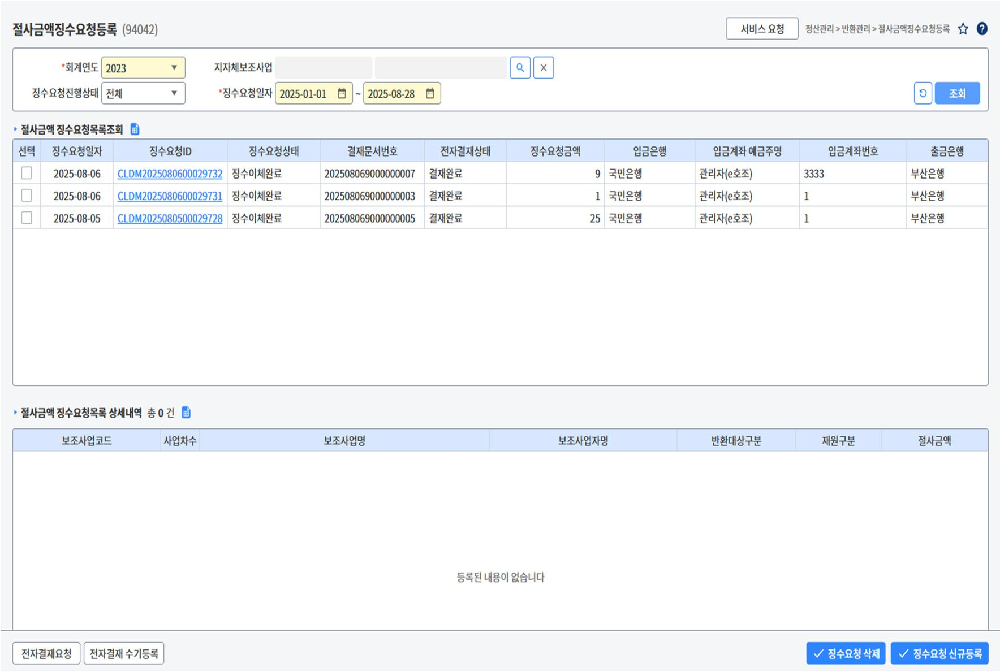 절사금액징수요청등록 (94042)
서비스 요청 정산관리 > 반환관리 > 절사금액징수요청등록
*회계연도 2023 지자체보조사업
징수요청진행상태 전체 *징수요청일자 2025-01-01 ~ 2025-08-28 조회
절사금액 징수요청목록조회
선택 징수요청일자 징수요청ID 징수요청상태 결재문서번호 전자결재상태 징수요청금액 입금은행 입금계좌 예금주명 입금계좌번호 출금은행
2025-08-06 CLDM2025080600029732 징수이체완료 202508069000000007 결재완료 9 국민은행 관리자(e호조) 3333 부산은행
2025-08-06 CLDM2025080600029731 징수이체완료 202508069000000003 결재완료 1 국민은행 관리자(e호조) 1 부산은행
2025-08-05 CLDM2025080500029728 징수이체완료 202508069000000005 결재완료 25 국민은행 관리자(e호조) 1 부산은행
절사금액 징수요청목록 상세내역 총 0 건
보조사업코드 사업차수 보조사업명 보조사업자명 반환대상구분 재원구분 절사금액
등록된 내용이 없습니다
전자결재요청 전자결재 수기등록 징수요청 삭제 징수요청 신규등록